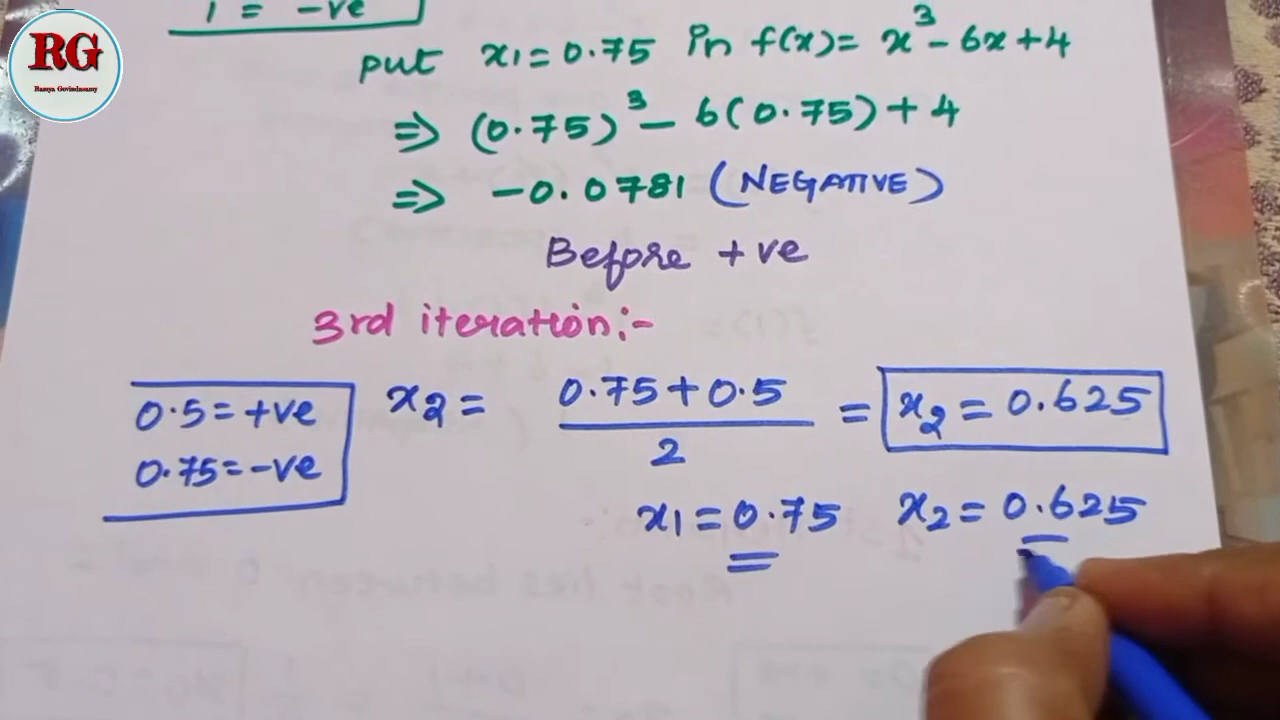 RG
Ramya Govindasamy
1 = -ve
put x1 = 0.75 in f(x) = x³ - 6x + 4
⇒ (0.75)³ - 6(0.75) + 4
⇒ -0.0781 (NEGATIVE)
Before +ve
3rd iteration:-
0.5 = +ve
0.75 = -ve
x2 = 0.75 + 0.5 / 2 = x2 = 0.625
x1 = 0.75 x2 = 0.625